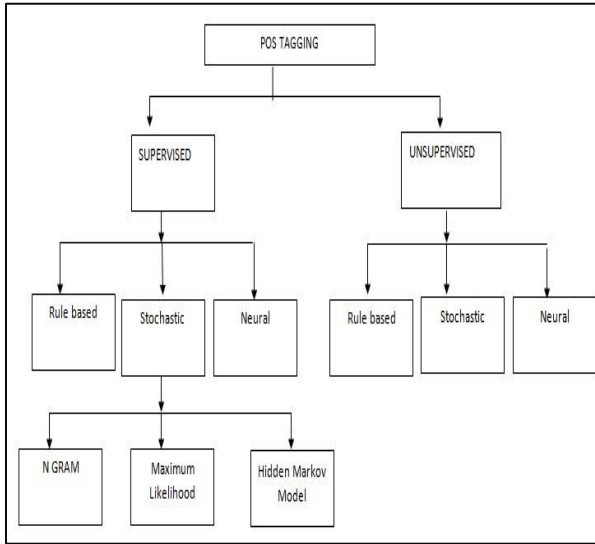 POS TAGGING
SUPERVISED
UNSUPERVISED
Rule based
Stochastic
Neural
Rule based
Stochastic
Neural
N GRAM
Maximum
Likelihood
Hidden Markov
Model